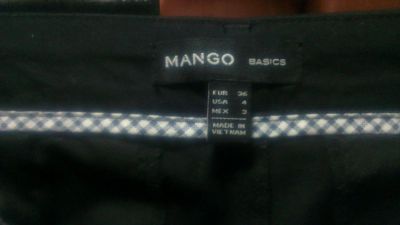 MANGO BASICS
EUR 36
USA 4
MEX 3
MADE IN
VIETNAM